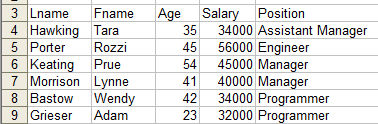 3 Lname Fname Age Salary Position
4 Hawking Tara 35 34000 Assistant Manager
5 Porter Rozzi 45 56000 Engineer
6 Keating Prue 54 45000 Manager
7 Morrison Lynne 41 40000 Manager
8 Bastow Wendy 42 34000 Programmer
9 Grieser Adam 23 32000 Programmer